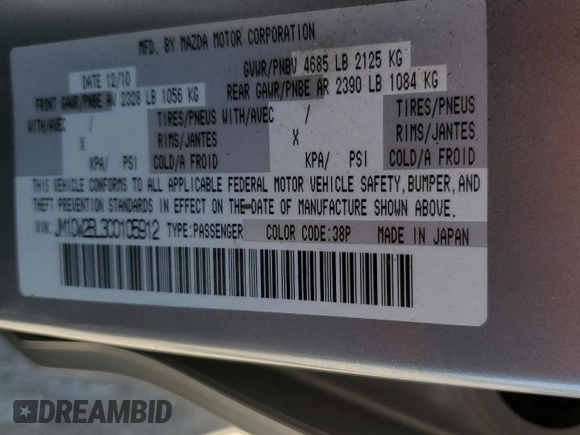 MFD. BY MAZDA MOTOR CORPORATION
DATE 12/10 GVWR/PNBV 4685 LB 2125 KG
FRONT GAWR/PNBE AV 2328 LB 1056 KG REAR GAWR/PNBE AR 2390 LB 1084 KG
WITH/AVEC / TIRES/PNEUS WITH/AVEC / TIRES/PNEUS
X RIMS/JANTES X RIMS/JANTES
KPA/ PSI COLD/A FROID KPA/ PSI COLD/A FROID
THIS VEHICLE CONFORMS TO ALL APPLICABLE FEDERAL MOTOR VEHICLE SAFETY, BUMPER, AND
THEFT PREVENTION STANDARDS IN EFFECT ON THE DATE OF MANUFACTURE SHOWN ABOVE.
VIN: JM1CW2BL3C0105912 TYPE:PASSENGER COLOR CODE:38P MADE IN JAPAN
DREAMBID